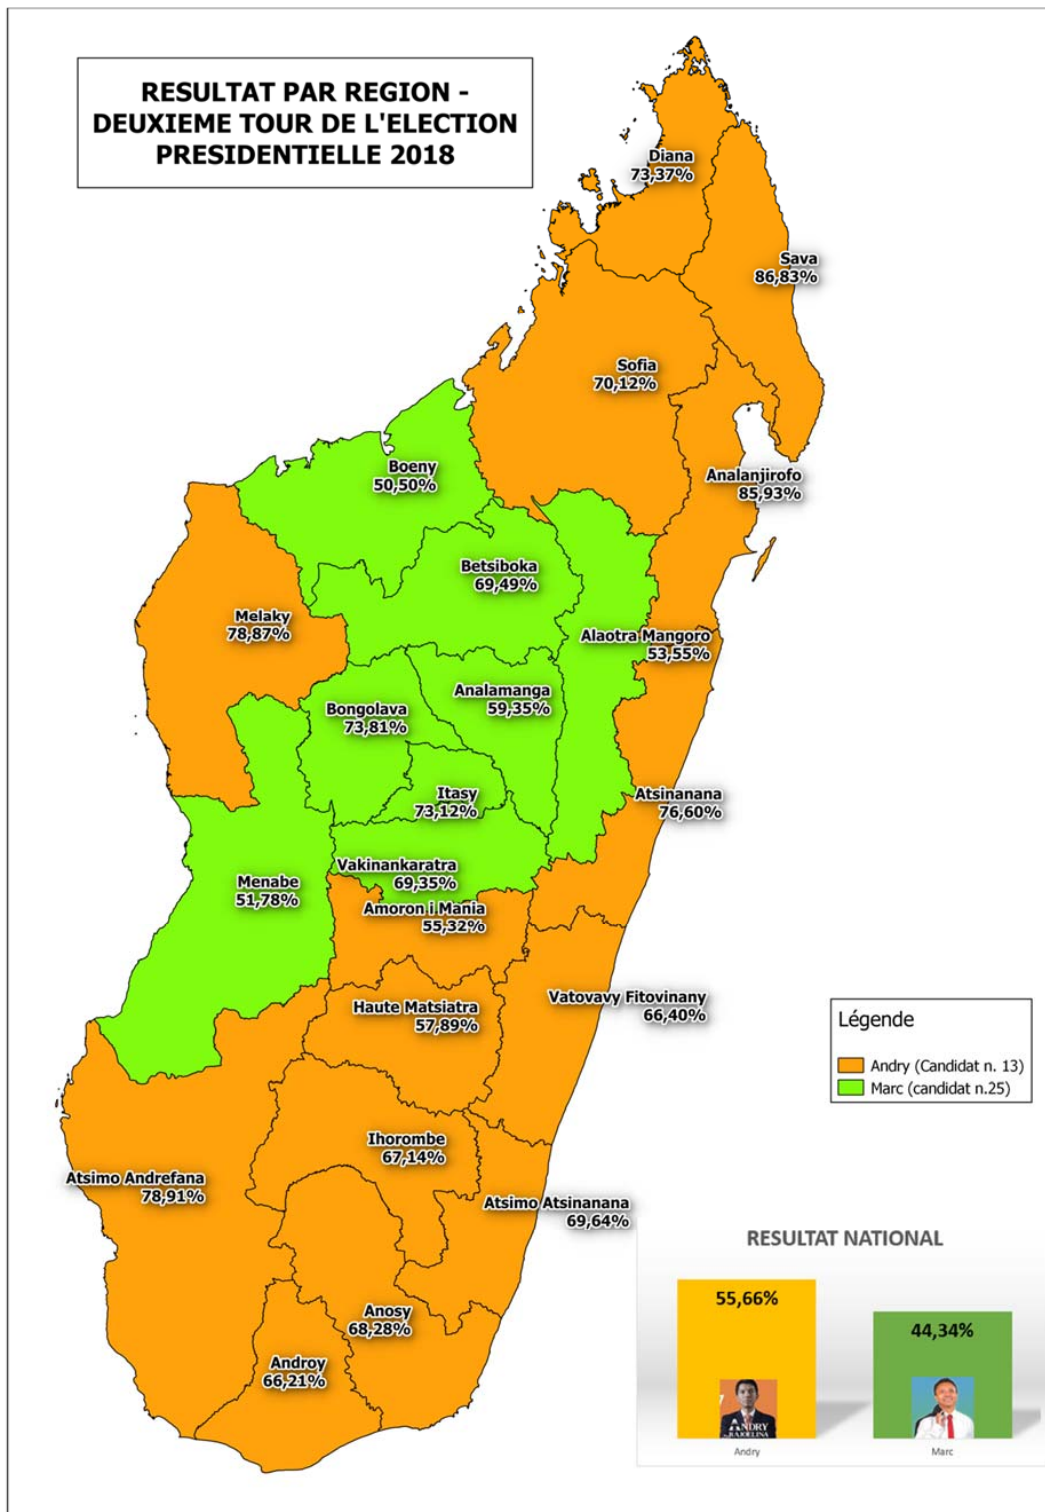 RESULTAT PAR REGION -
DEUXIEME TOUR DE L'ELECTION
PRESIDENTIELLE 2018
Diana
73,37%
Sava
86,83%
Sofia
70,12%
Boeny
50,50%
Analanjirofo
85,93%
Betsiboka
69,49%
Melaky
78,87%
Alaotra Mangoro
53,55%
Analamanga
59,35%
Bongolava
73,81%
Itasy
73,12%
Atsinanana
76,60%
Vakinankaratra
69,35%
Menabe
51,78%
Amoron i Mania
55,32%
Haute Matsiatra
57,89%
Vatovavy Fitovinany
66,40%
Légende
Andry (Candidat n. 13)
Marc (candidat n.25)
Ihorombe
67,14%
Atsimo Andrefana
78,91%
Atsimo Atsinanana
69,64%
Anosy
68,28%
Androy
66,21%
RESULTAT NATIONAL
55,66%
44,34%
ANDRY
RAJOELINA
Andry
Marc